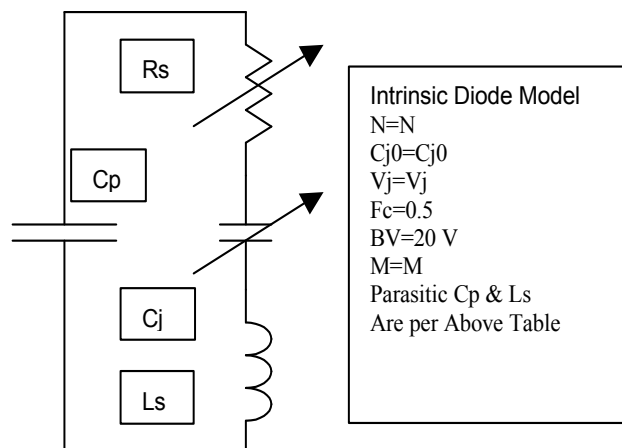 Rs
Cp
Cj
Ls
Intrinsic Diode Model
N=N
Cj0=Cj0
Vj=Vj
Fc=0.5
BV=20 V
M=M
Parasitic Cp & Ls
Are per Above Table